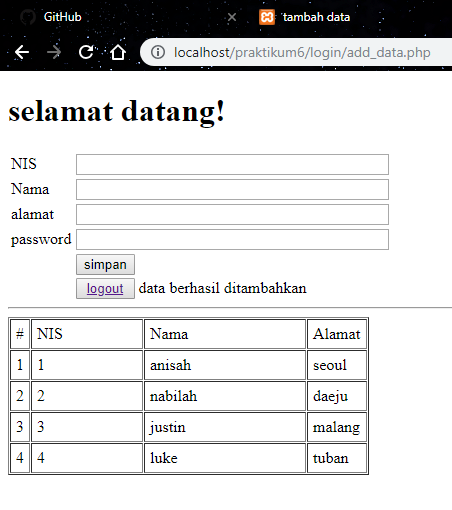 GitHub tambah data
localhost/praktikum6/login/add_data.php
selamat datang!
NIS
Nama
alamat
password
simpan
logout data berhasil ditambahkan
# NIS Nama Alamat
1 1 anisah seoul
2 2 nabilah daeju
3 3 justin malang
4 4 luke tuban